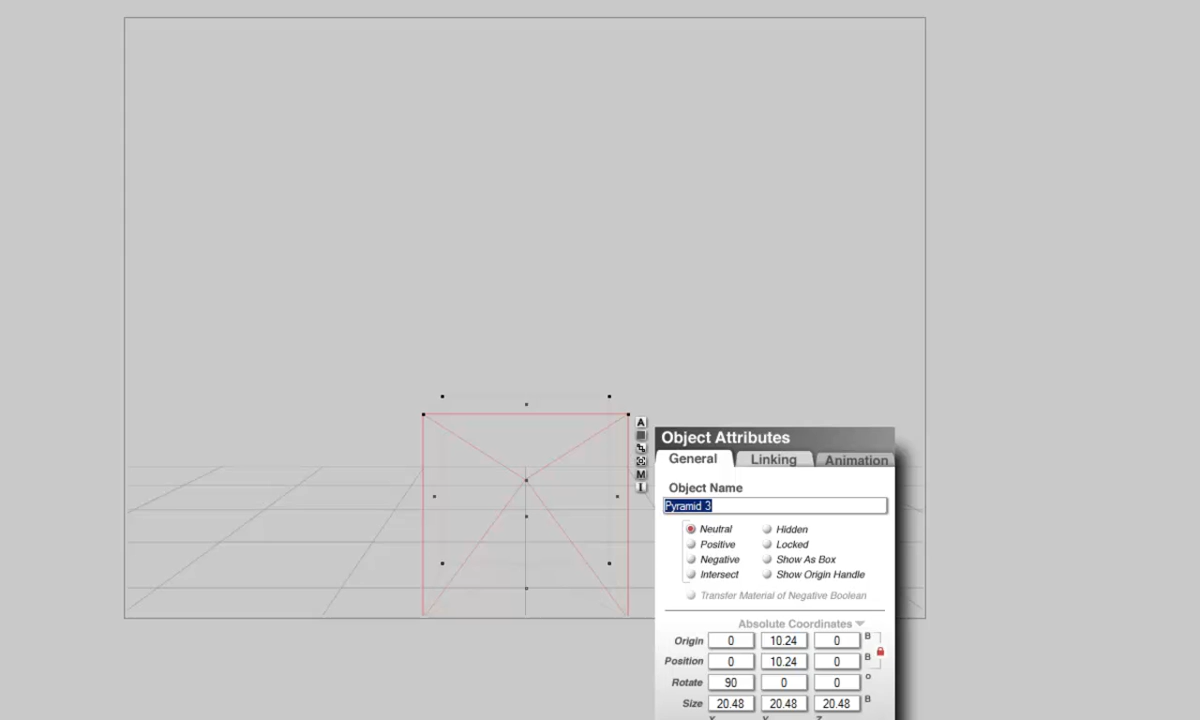 A
M
I
Object Attributes
General Linking Animation
Object Name
Pyramid 3
Neutral Hidden
Positive Locked
Negative Show As Box
Intersect Show Origin Handle
Transfer Material of Negative Boolean
Absolute Coordinates
Origin 0 10.24 0 B
Position 0 10.24 0 B
Rotate 90 0 0 o
Size 20.48 20.48 20.48 B